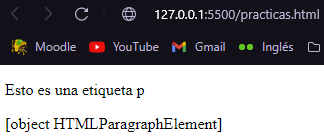 127.0.0.1:5500/practicas.html
Moodle YouTube Gmail Inglés
Esto es una etiqueta p
[object HTMLParagraphElement]